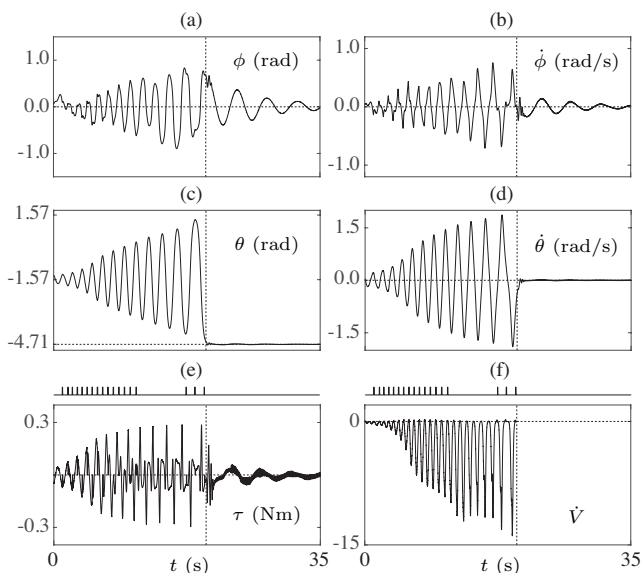 (a)
(b)
1.0
0.0
-1.0
ϕ (rad)
1.0
0.0
-1.0
ϕ̇ (rad/s)
(c)
(d)
1.57
-1.57
-4.71
θ (rad)
1.5
0.0
-1.5
θ̇ (rad/s)
(e)
(f)
0.3
-0.3
τ (Nm)
0
-15
V̇
0
t (s)
35
0
t (s)
35